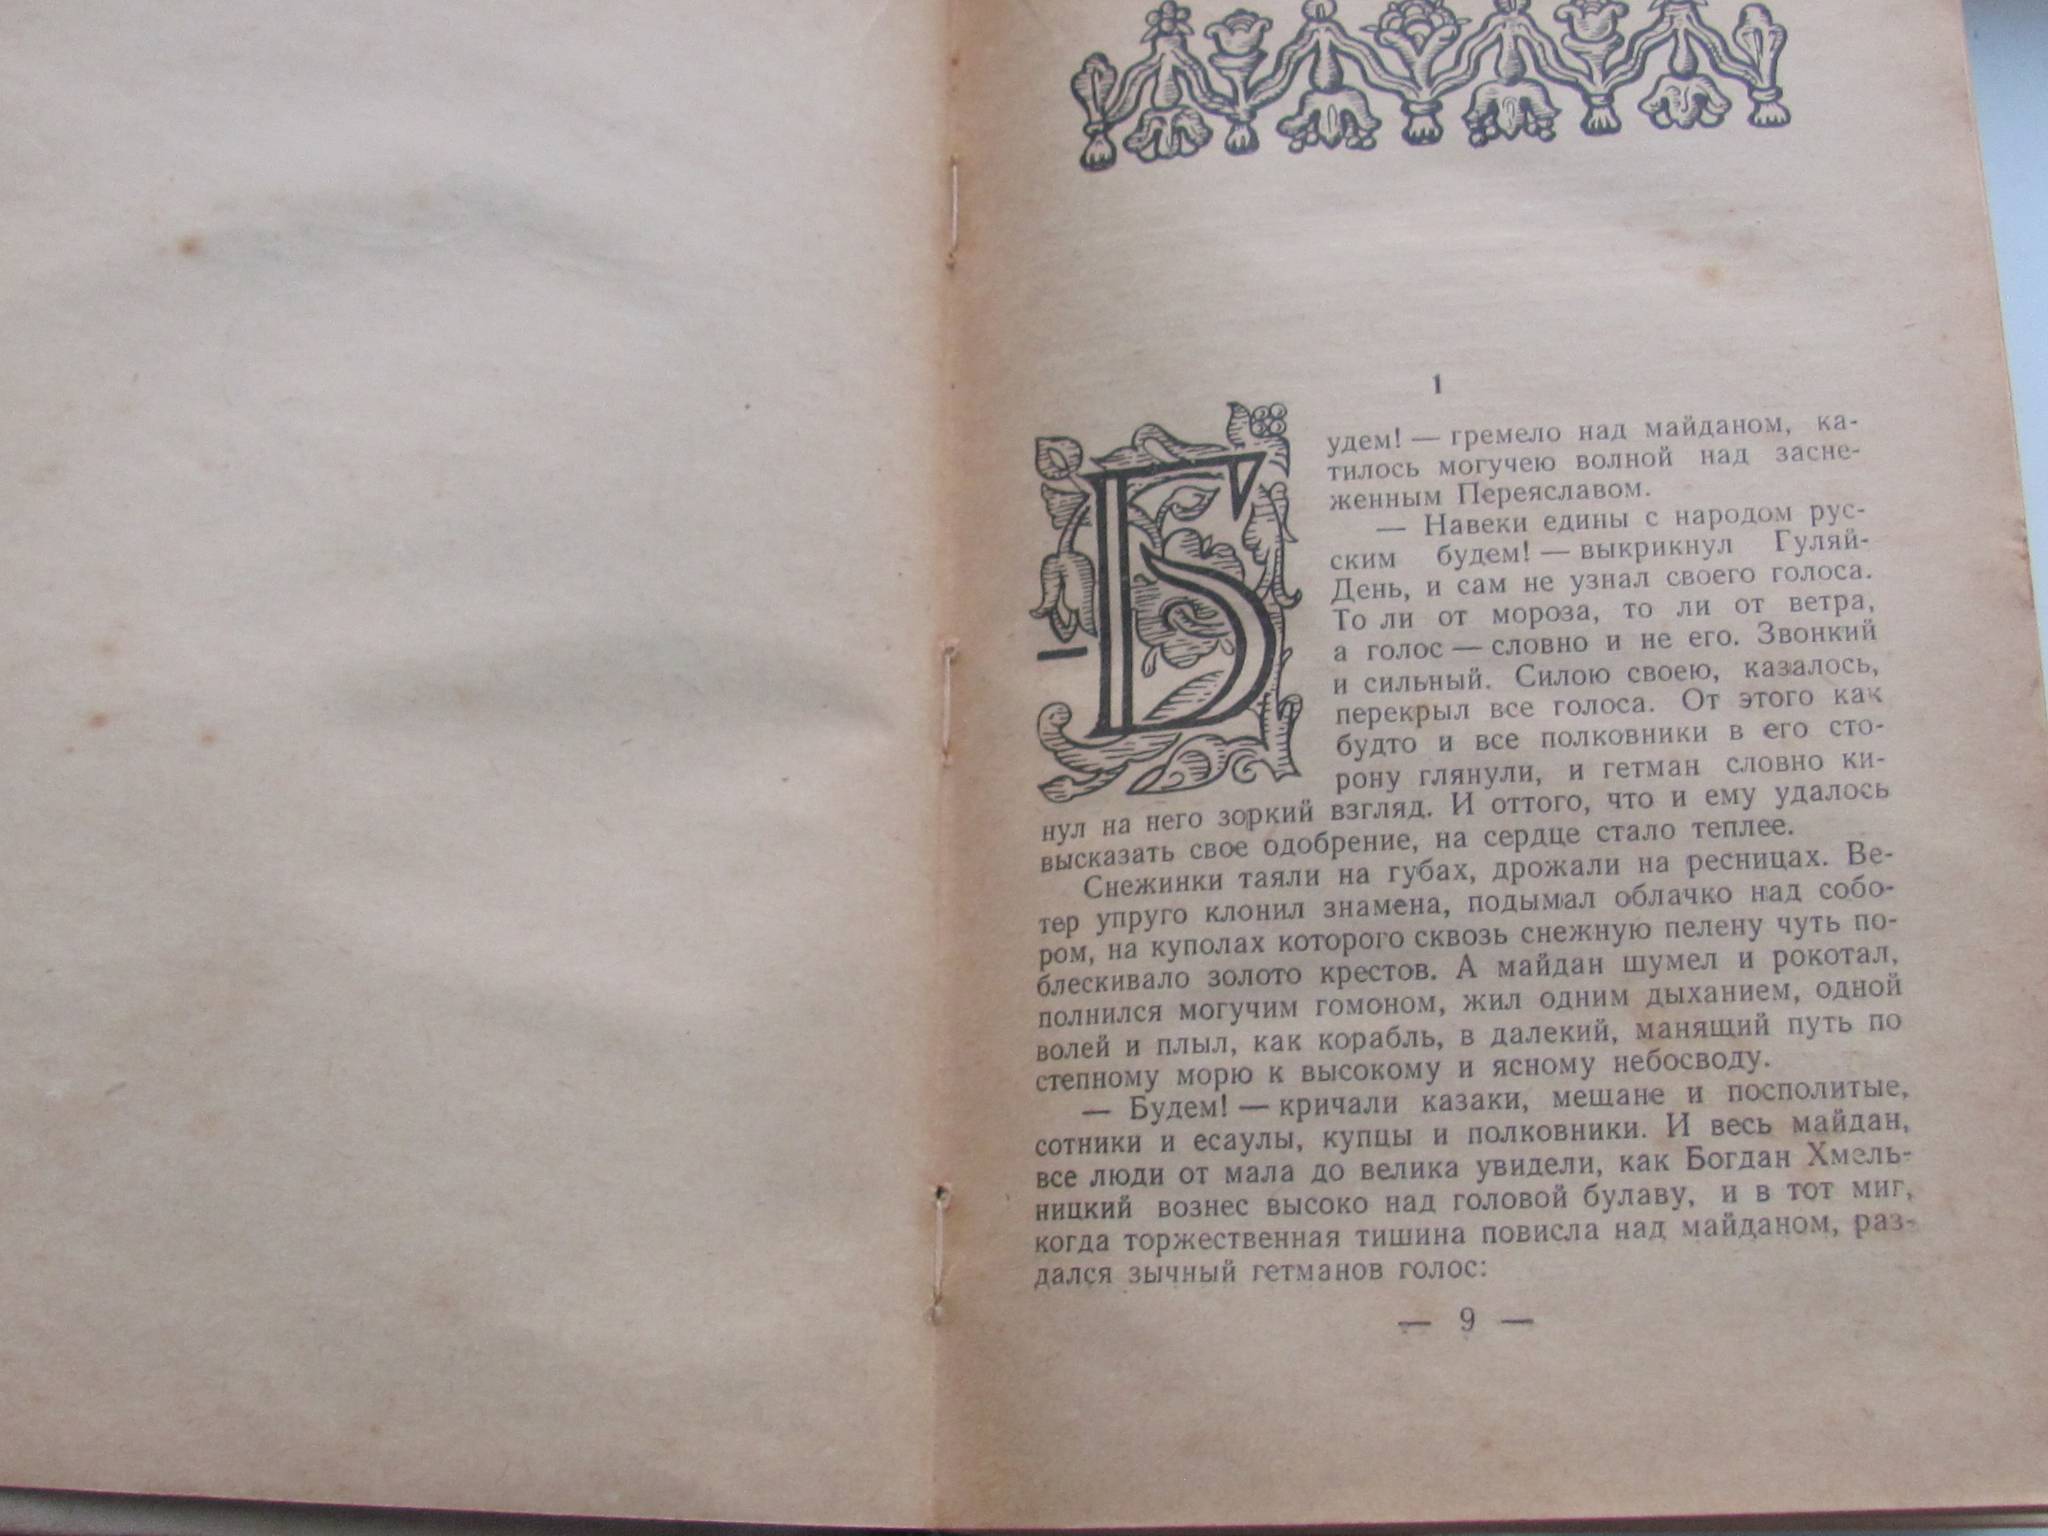 1
— Будем! — гремело над майданом, ка-
тилось могучею волной над засне-
женным Переяславом.
— Навеки едины с народом рус-
ским будем! — выкрикнул Гуляй-
День, и сам не узнал своего голоса.
То ли от мороза, то ли от ветра,
а голос — словно и не его. Звонкий
и сильный. Силою своею, казалось,
перекрыл все голоса. От этого как
будто и все полковники в его сто-
рону глянули, и гетман словно ки-
нул на него зоркий взгляд. И оттого, что и ему удалось
высказать свое одобрение, на сердце стало теплее.
Снежинки таяли на губах, дрожали на ресницах. Ве-
тер упруго клонил знамена, подымал облачко над собо-
ром, на куполах которого сквозь снежную пелену чуть по-
блескивало золото крестов. А майдан шумел и рокотал,
полнился могучим гомоном, жил одним дыханием, одной
волей и плыл, как корабль, в далекий, манящий путь по
степному морю к высокому и ясному небосводу.
— Будем! — кричали казаки, мещане и посполитые,
сотники и есаулы, купцы и полковники. И весь майдан,
все люди от мала до велика увидели, как Богдан Хмель-
ницкий вознес высоко над головой булаву, и в тот миг,
когда торжественная тишина повисла над майданом, раз-
дался зычный гетманов голос:
— 9 —